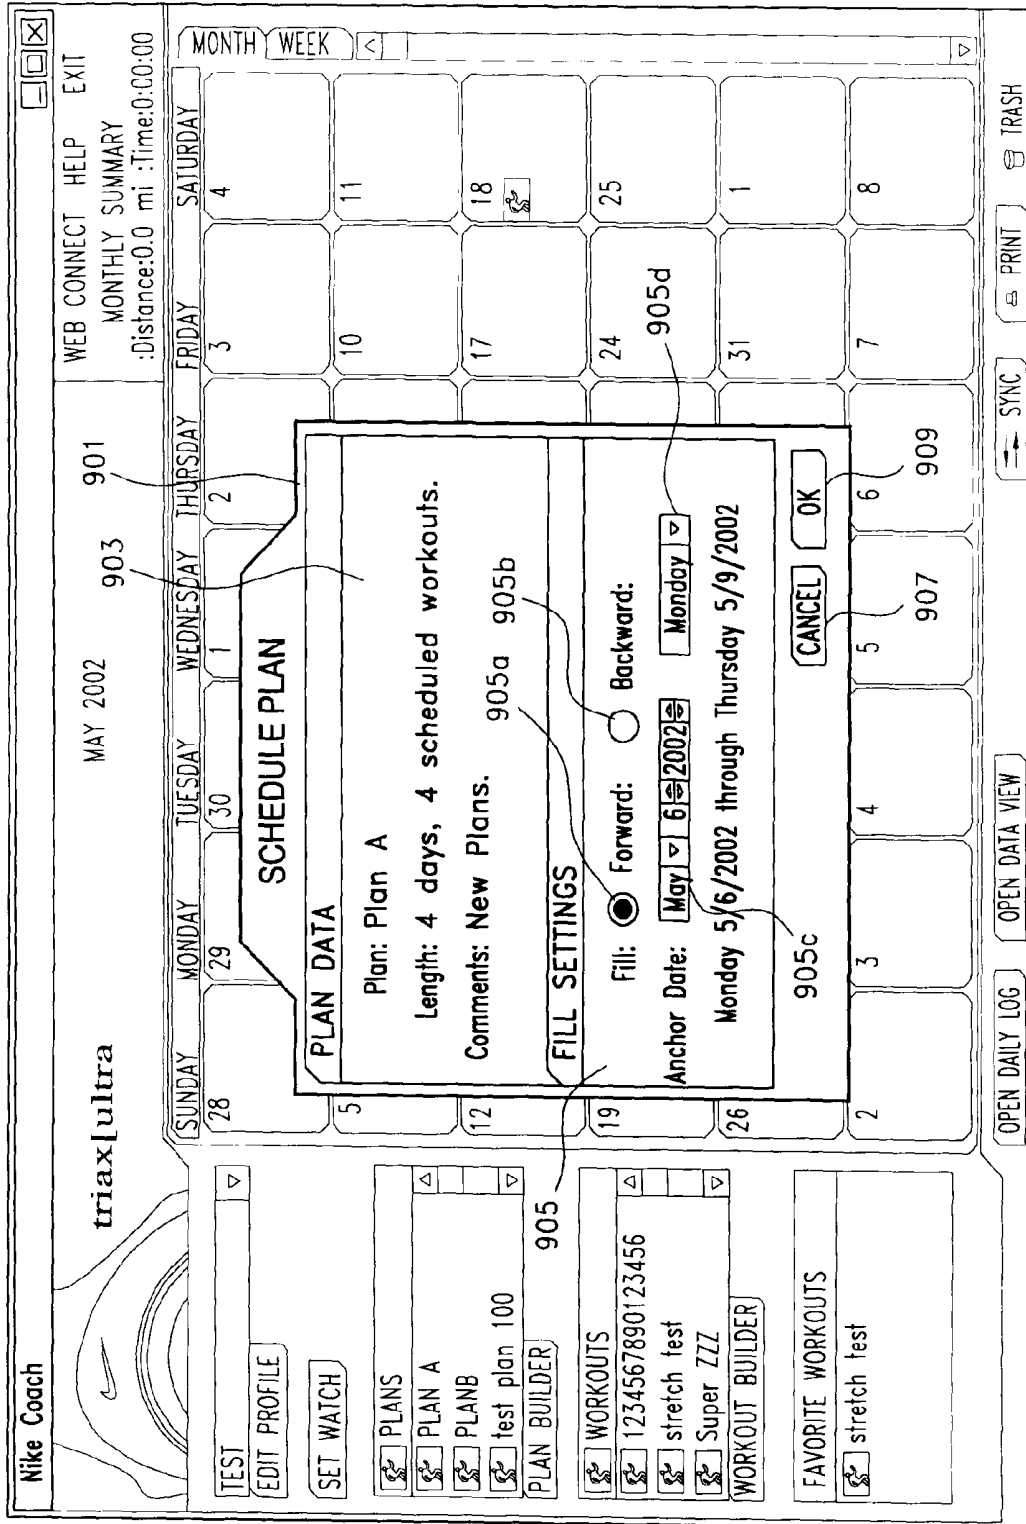 Nike Coach
triax[ultra
MAY 2002
WEB CONNECT HELP EXIT
MONTHLY SUMMARY
:Distance:0.0 mi :Time:0:00:00
TEST
EDIT PROFILE
SET WATCH
PLANS
PLAN A
PLANB
test plan 100
PLAN BUILDER
WORKOUTS
1234567890123456
stretch test
Super ZZZ
WORKOUT BUILDER
FAVORITE WORKOUTS
stretch test
SUNDAY MONDAY TUESDAY WEDNESDAY THURSDAY FRIDAY SATURDAY
MONTH WEEK
28 29 30 1 2 3 4
5 10 11
12 17 18
19 24 25
26 31 1
2 3 4 5 6 7 8
901
903
SCHEDULE PLAN
PLAN DATA
Plan: Plan A
Length: 4 days, 4 scheduled workouts.
Comments: New Plans.
905a
905b
905d
FILL SETTINGS
Fill: Forward: Backward:
Anchor Date: May 6 2002 Monday
Monday 5/6/2002 through Thursday 5/9/2002
905
905c
CANCEL OK
907
909
OPEN DAILY LOG OPEN DATA VIEW SYNC PRINT TRASH